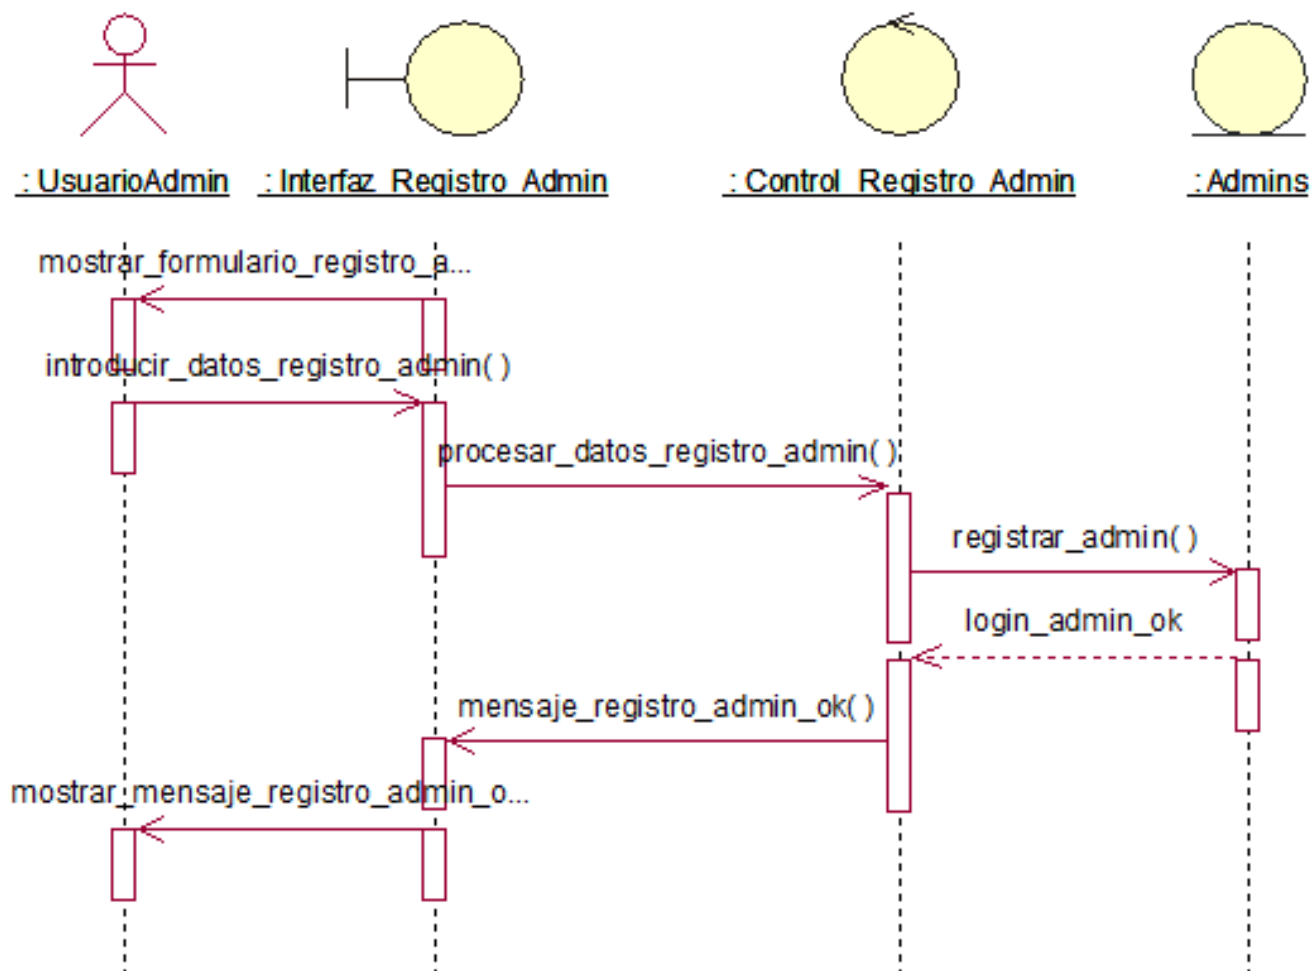 : UsuarioAdmin
: Interfaz_Registro_Admin
: Control_Registro_Admin
: Admins
mostrar_formulario_registro_a...
introducir_datos_registro_admin( )
procesar_datos_registro_admin( )
registrar_admin( )
login_admin_ok
mensaje_registro_admin_ok( )
mostrar_mensaje_registro_admin_o...